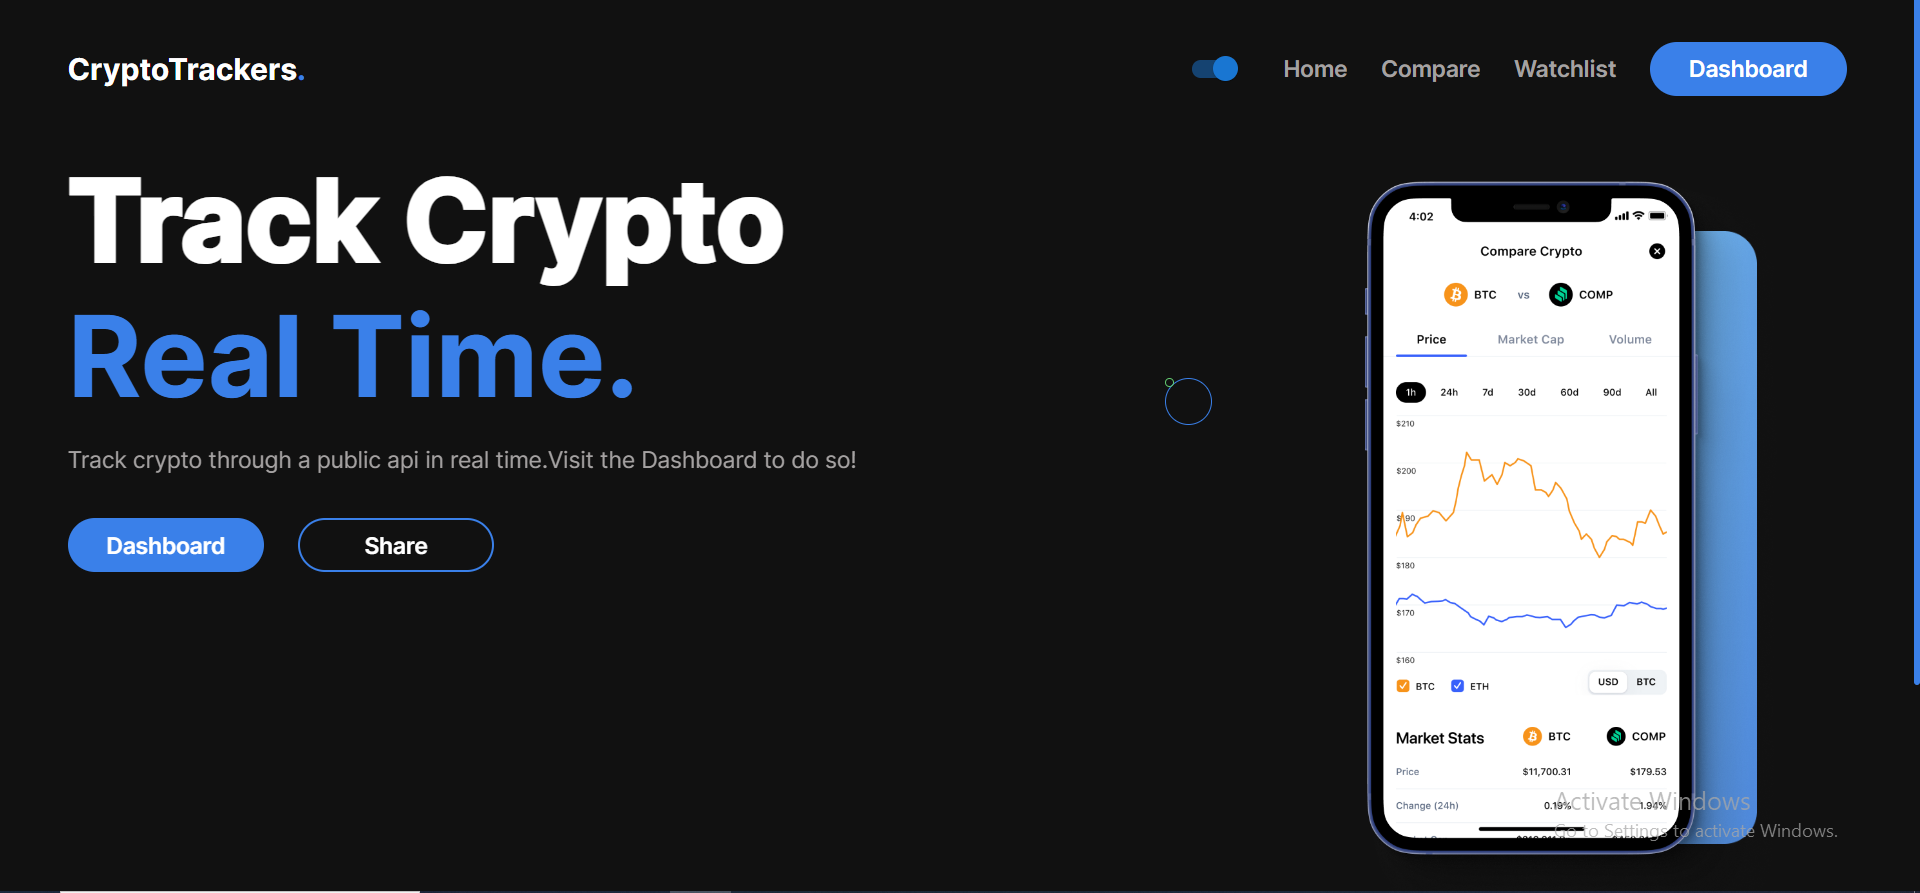 CryptoTrackers.
Home Compare Watchlist Dashboard
Track Crypto
Real Time.
Track crypto through a public api in real time.Visit the Dashboard to do so!
Dashboard Share
4:02
Compare Crypto
BTC vs COMP
Price Market Cap Volume
1h 24h 7d 30d 60d 90d All
$210
$200
$190
$180
$170
$160
BTC ETH USD BTC
Market Stats BTC COMP
Price $11,700.31 $179.53
Change (24h) 0.19% 1.94%
Activate Windows
Go to Settings to activate Windows.